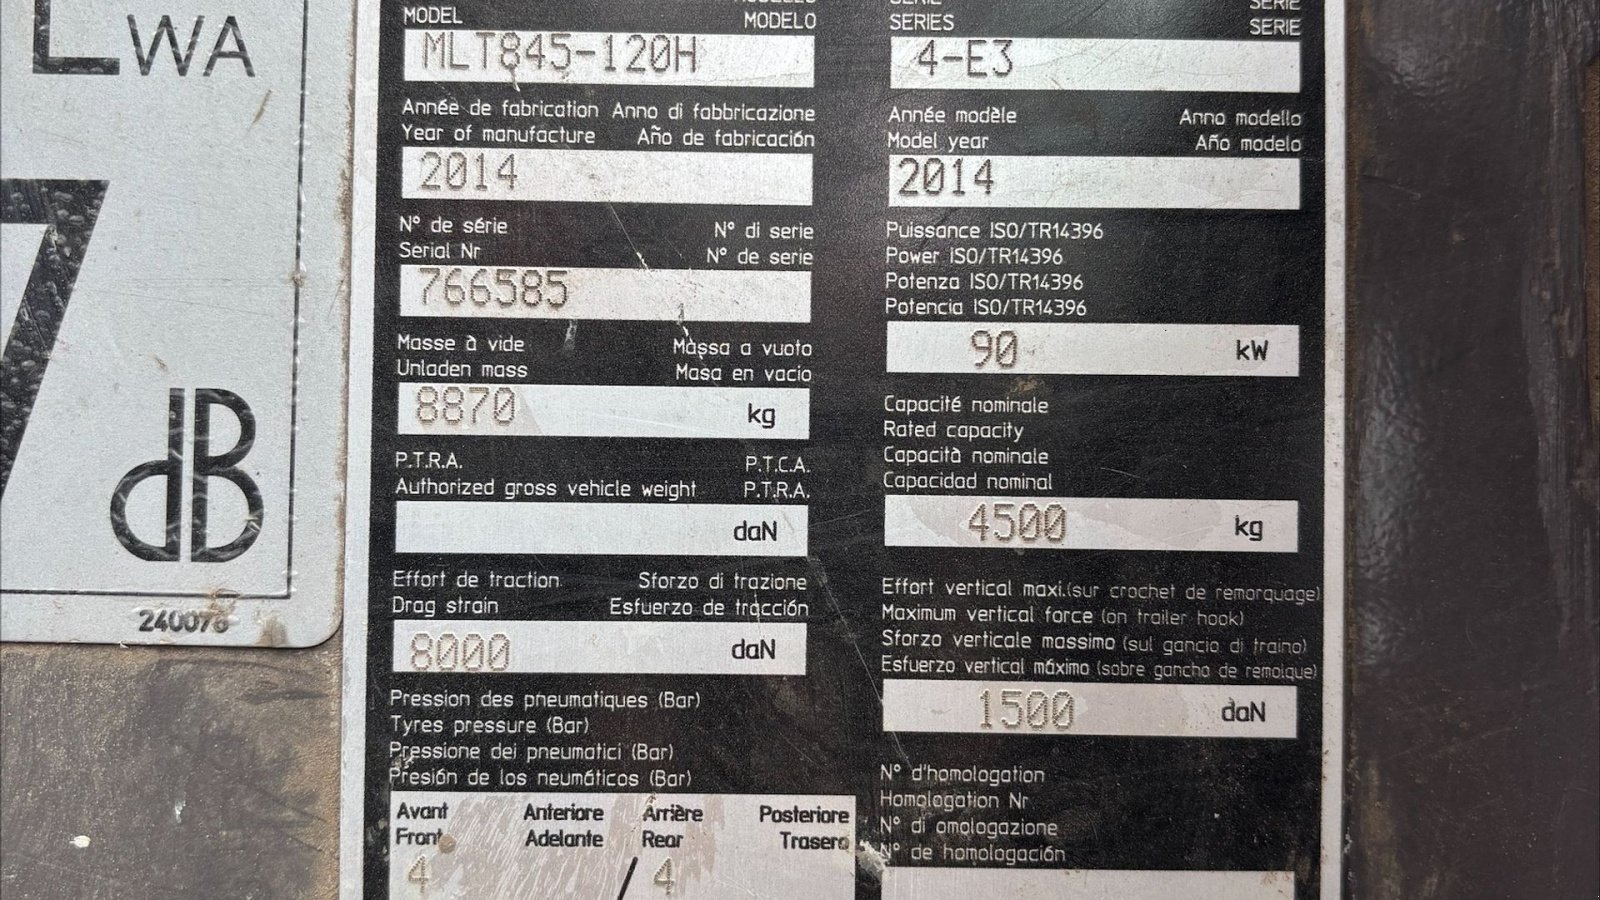 LWA
7
dB
240076
MODEL MODELO
MLT845-120H
Année de fabrication Anno di fabbricazione
Year of manufacture Año de fabricación
2014
N° de série N° di serie
Serial Nr N° de serie
766585
Masse à vide Massa a vuoto
Unladen mass Masa en vacio
8870 kg
P.T.R.A. P.T.C.A.
Authorized gross vehicle weight P.T.R.A.
daN
Effort de traction Sforzo di trazione
Drag strain Esfuerzo de tracción
8000 daN
Pression des pneumatiques (Bar)
Tyres pressure (Bar)
Pressione dei pneumatici (Bar)
Presión de los neumáticos (Bar)
Avant Anteriore Arrière Posteriore
Front Adelante Rear Trasero
4 / 4
SERIES SERIE
4-E3
Année modèle Anno modello
Model year Año modelo
2014
Puissance ISO/TR14396
Power ISO/TR14396
Potenza ISO/TR14396
Potencia ISO/TR14396
90 kW
Capacité nominale
Rated capacity
Capacità nominale
Capacidad nominal
4500 kg
Effort vertical maxi.(sur crochet de remorquage)
Maximum vertical force (on trailer hook)
Sforzo verticale massimo (sul gancio di traino)
Esfuerzo vertical máximo (sobre gancho de remolque)
1500 daN
N° d'homologation
Homologation Nr
N° di omologazione
N° de homologación